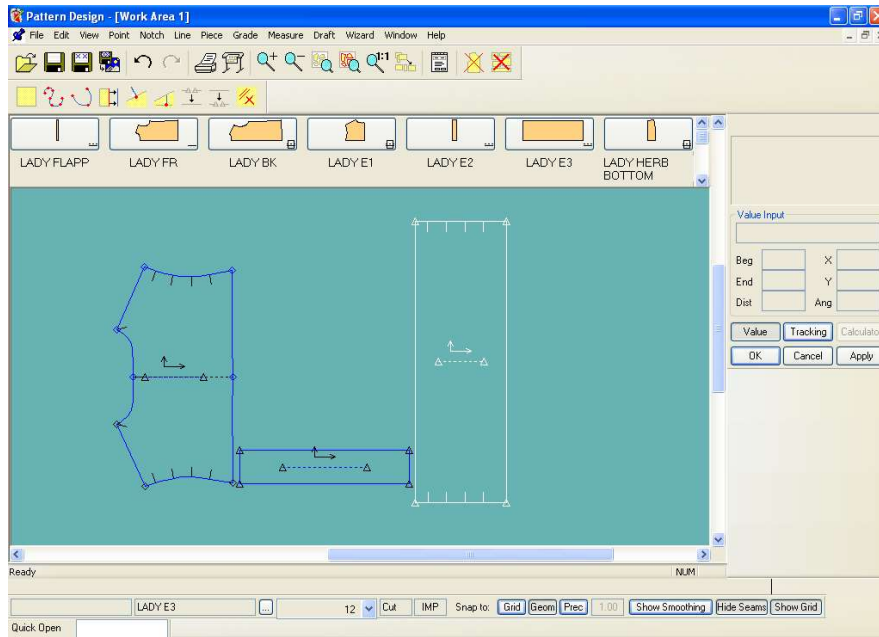 Pattern Design - [Work Area 1]
File Edit View Point Notch Line Piece Grade Measure Draft Wizard Window Help
1:1
LADY FLAPP LADY FR LADY BK LADY E1 LADY E2 LADY E3 LADY HERB
BOTTOM
Value Input
Beg X
End Y
Dist Ang
Value Tracking Calculato
OK Cancel Apply
Ready NUM
LADY E3 ... 12 Cut IMP Snap to: Grid Geom Prec 1.00 Show Smoothing Hide Seams Show Grid
Quick Open